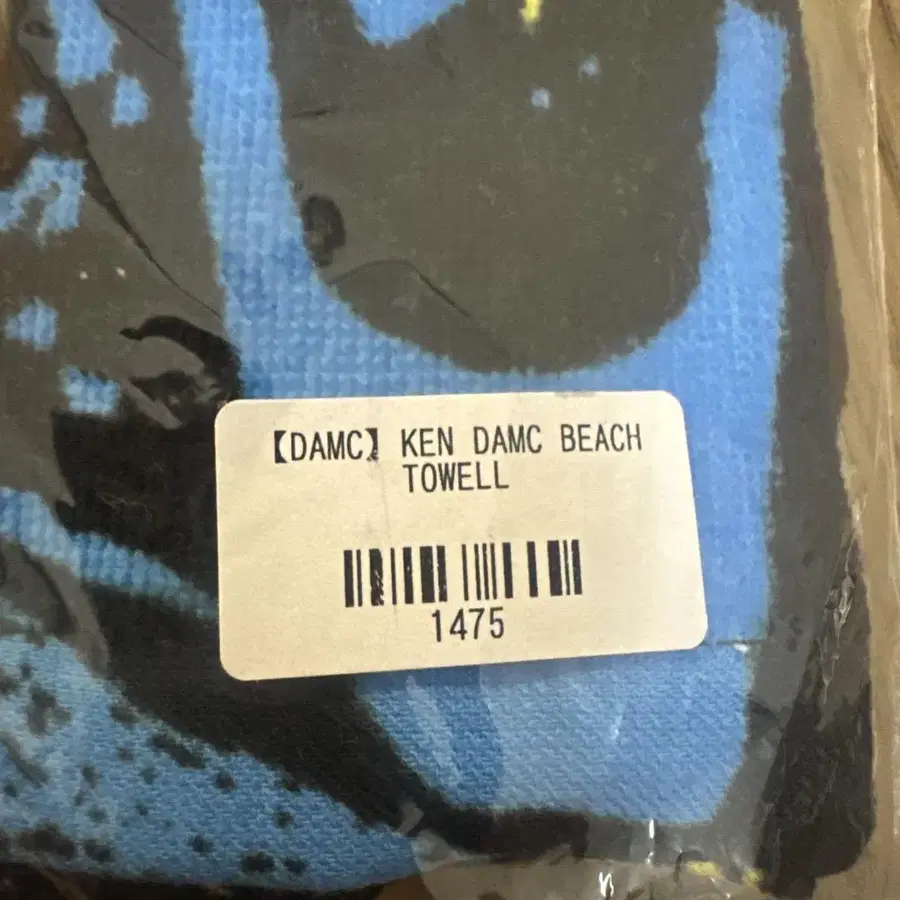 【DAMC】 KEN DAMC BEACH
TOWELL
1475